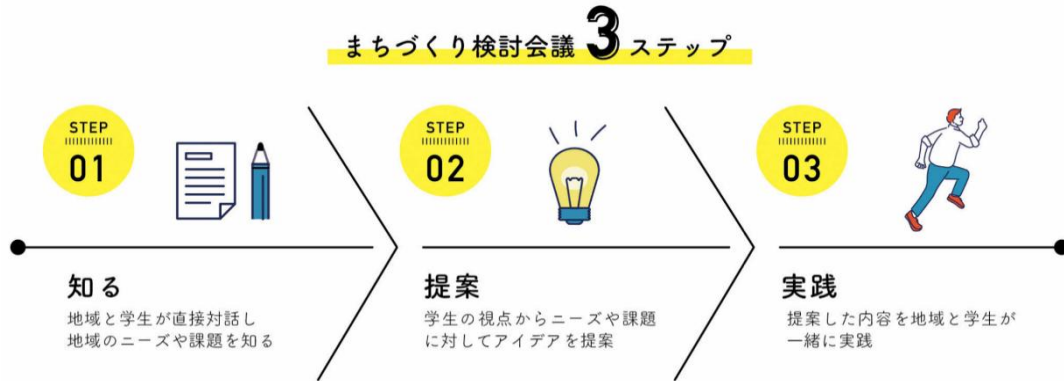 まちづくり検討会議3ステップ
STEP
01
STEP
02
STEP
03
知る
地域と学生が直接対話し
地域のニーズや課題を知る
提案
学生の視点からニーズや課題
に対してアイデアを提案
実践
提案した内容を地域と学生が
一緒に実践